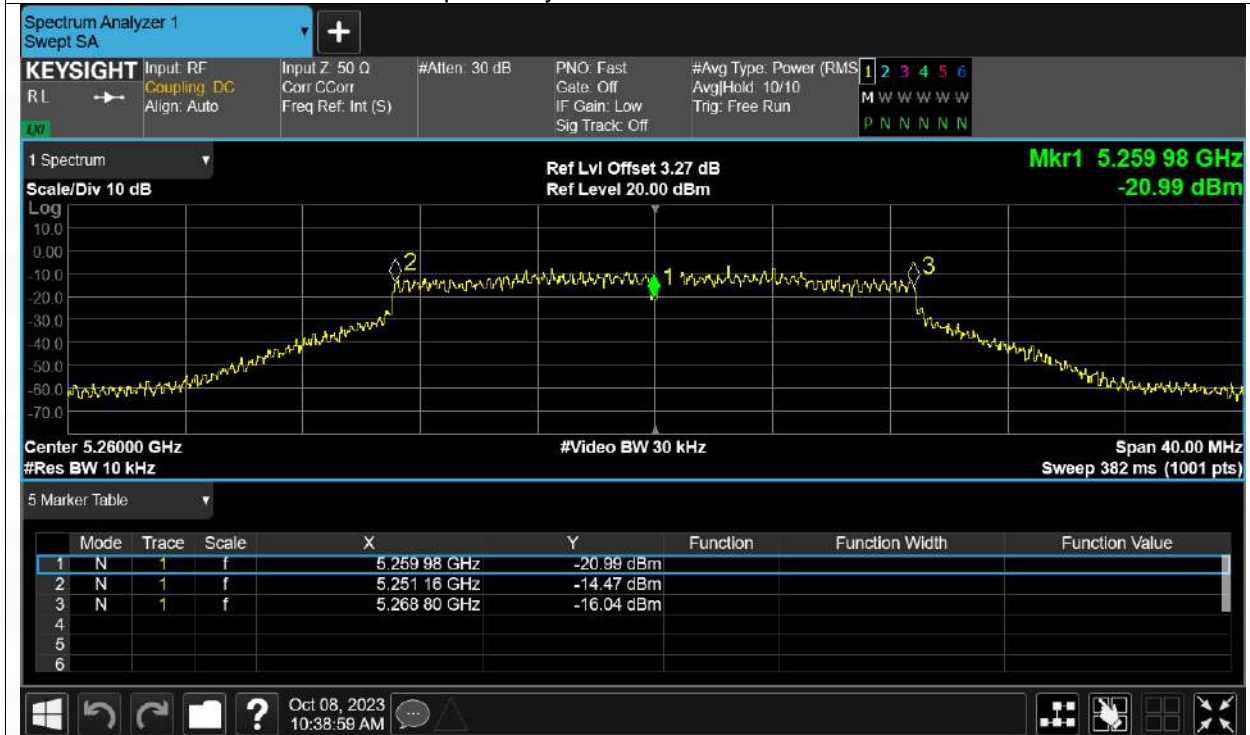 Spectrum Analyzer 1
Swept SA
+
KEYSIGHT
RL
LXI
Input: RF
Coupling: DC
Align: Auto
Input Z: 50 Ω
Corr CCorr
Freq Ref: Int (S)
#Atten: 30 dB
PNO: Fast
Gate: Off
IF Gain: Low
Sig Track: Off
#Avg Type: Power (RMS
Avg|Hold: 10/10
Trig: Free Run
1 2 3 4 5 6
M W W W W W
P N N N N N
1 Spectrum
Scale/Div 10 dB
Ref Lvl Offset 3.27 dB
Ref Level 20.00 dBm
Mkr1 5.259 98 GHz
-20.99 dBm
Log
10.0
0.00
-10.0
-20.0
-30.0
-40.0
-50.0
-60.0
-70.0
2
1
3
Center 5.26000 GHz
#Video BW 30 kHz
Span 40.00 MHz
#Res BW 10 kHz
Sweep 382 ms (1001 pts)
5 Marker Table
Mode Trace Scale X Y Function Function Width Function Value
1 N 1 f 5.259 98 GHz -20.99 dBm
2 N 1 f 5.251 16 GHz -14.47 dBm
3 N 1 f 5.268 80 GHz -16.04 dBm
4
5
6
?
Oct 08, 2023
10:38:59 AM